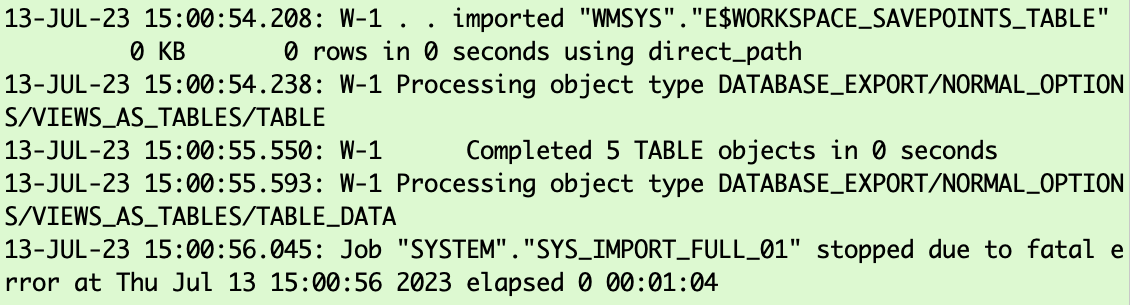 13-JUL-23 15:00:54.208: W-1 . . imported "WMSYS"."E$WORKSPACE_SAVEPOINTS_TABLE"
         0 KB       0 rows in 0 seconds using direct_path
13-JUL-23 15:00:54.238: W-1 Processing object type DATABASE_EXPORT/NORMAL_OPTION
S/VIEWS_AS_TABLES/TABLE
13-JUL-23 15:00:55.550: W-1      Completed 5 TABLE objects in 0 seconds
13-JUL-23 15:00:55.593: W-1 Processing object type DATABASE_EXPORT/NORMAL_OPTION
S/VIEWS_AS_TABLES/TABLE_DATA
13-JUL-23 15:00:56.045: Job "SYSTEM"."SYS_IMPORT_FULL_01" stopped due to fatal e
rror at Thu Jul 13 15:00:56 2023 elapsed 0 00:01:04